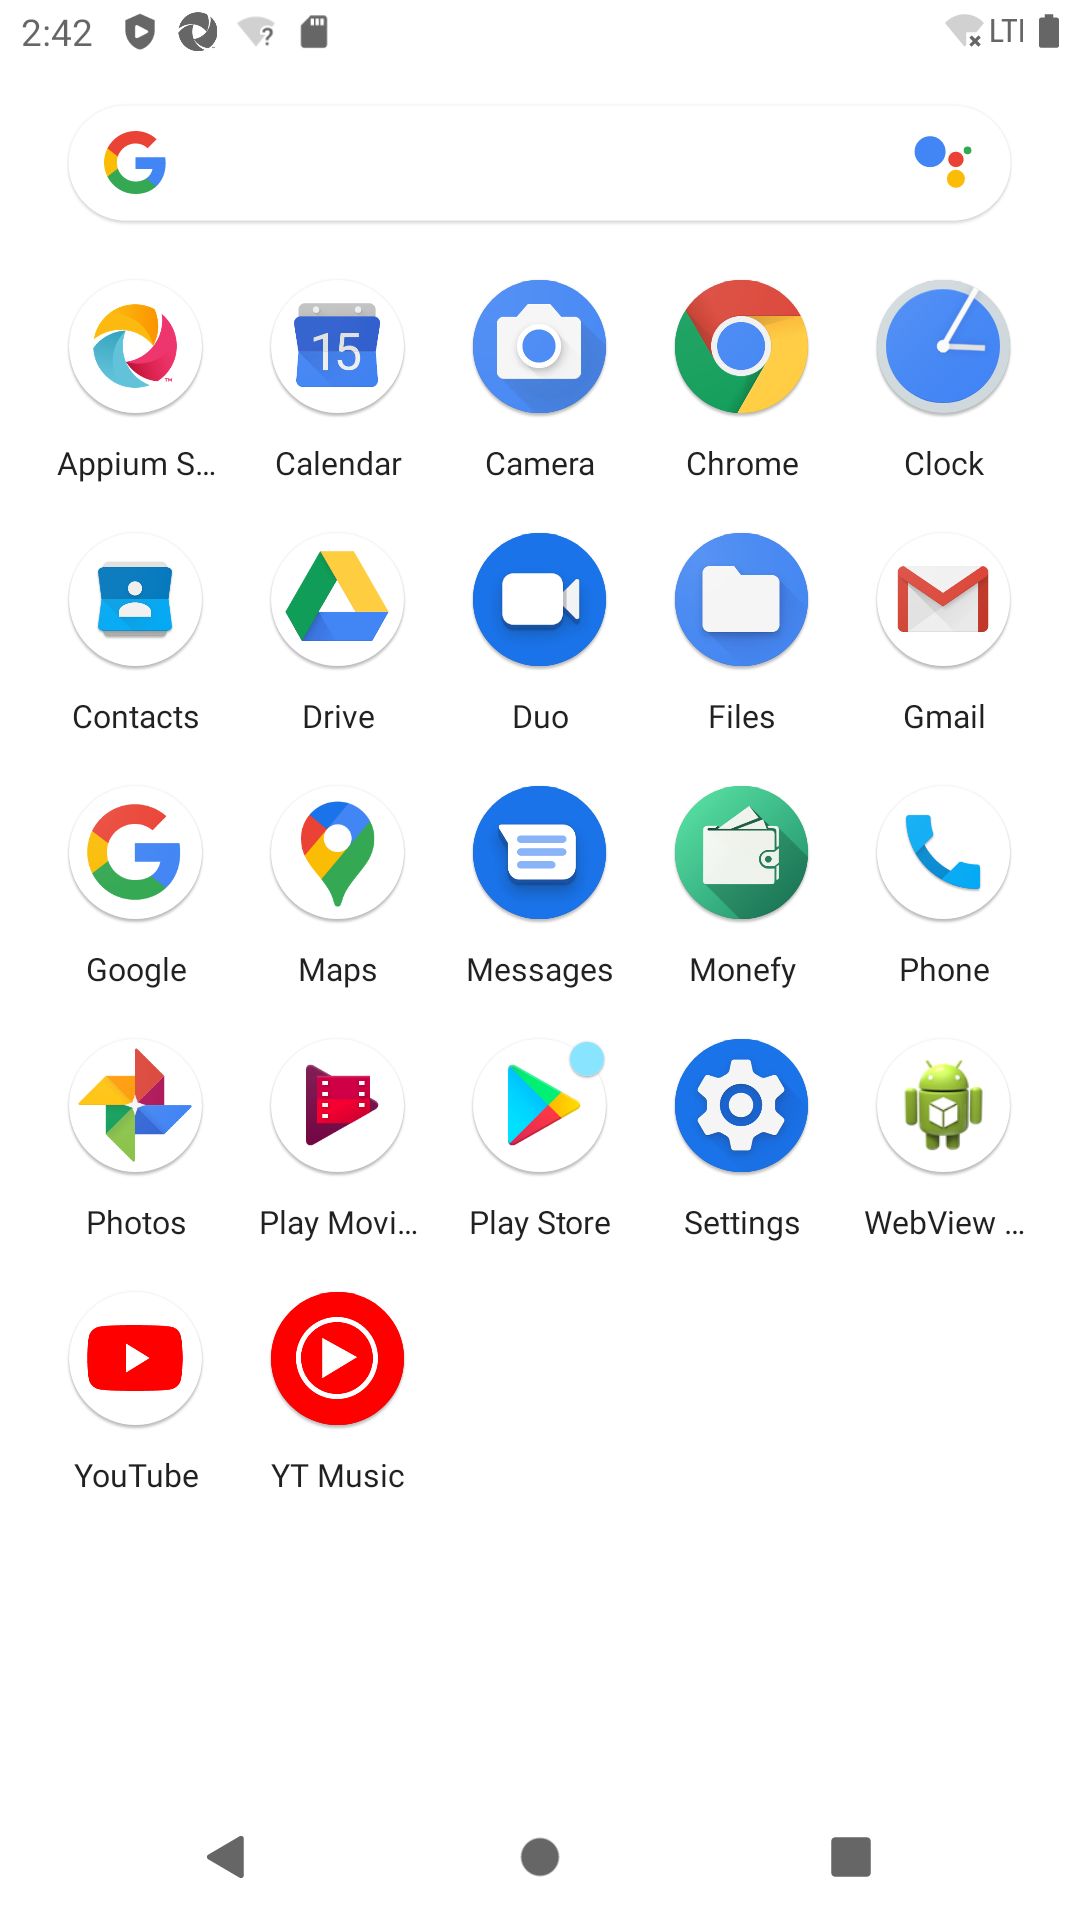 2:42
LTI
Appium S...
Calendar
Camera
Chrome
Clock
15
Contacts
Drive
Duo
Files
Gmail
Google
Maps
Messages
Monefy
Phone
Photos
Play Movi...
Play Store
Settings
WebView ...
YouTube
YT Music